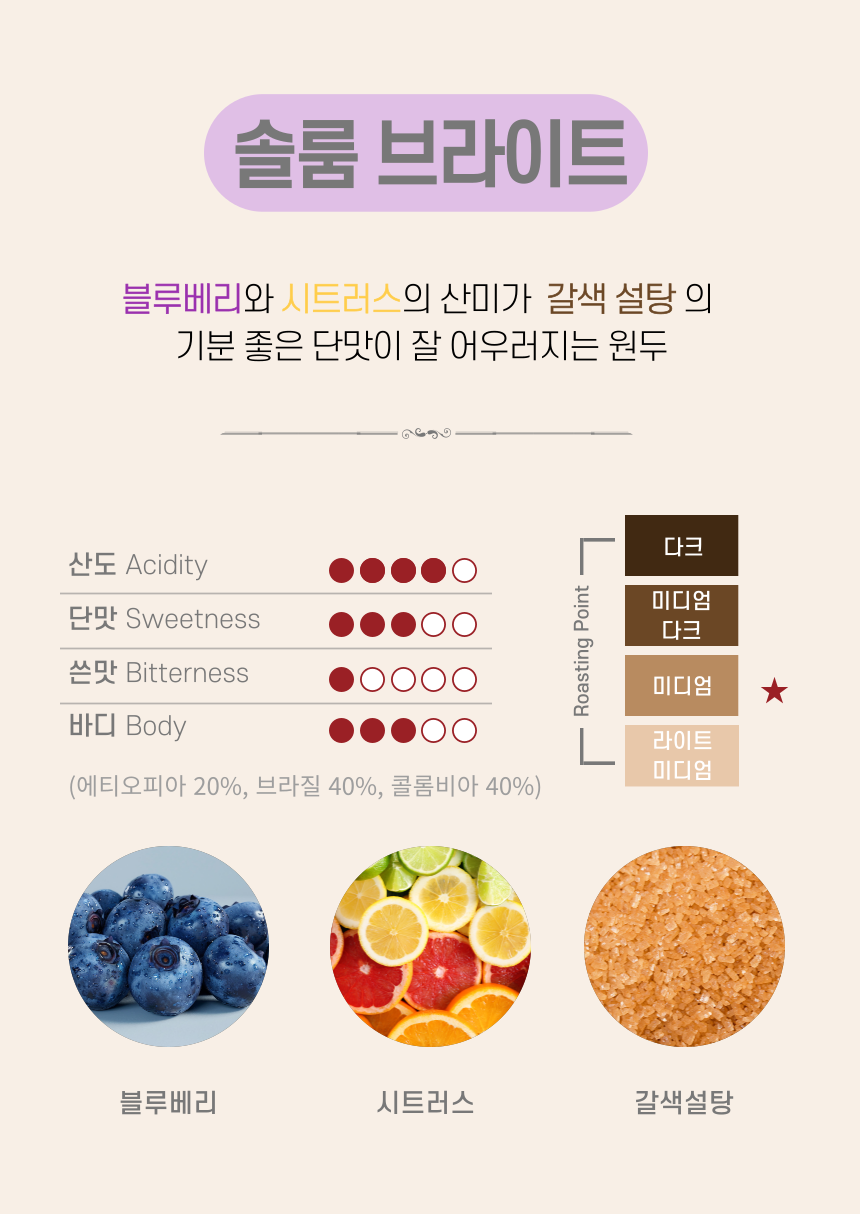 솔룸 브라이트
블루베리와 시트러스의 산미가 갈색 설탕 의
기분 좋은 단맛이 잘 어우러지는 원두
산도 Acidity
단맛 Sweetness
쓴맛 Bitterness
바디 Body
(에티오피아 20%, 브라질 40%, 콜롬비아 40%)
Roasting Point
다크
미디엄
다크
미디엄
라이트
미디엄
블루베리
시트러스
갈색설탕